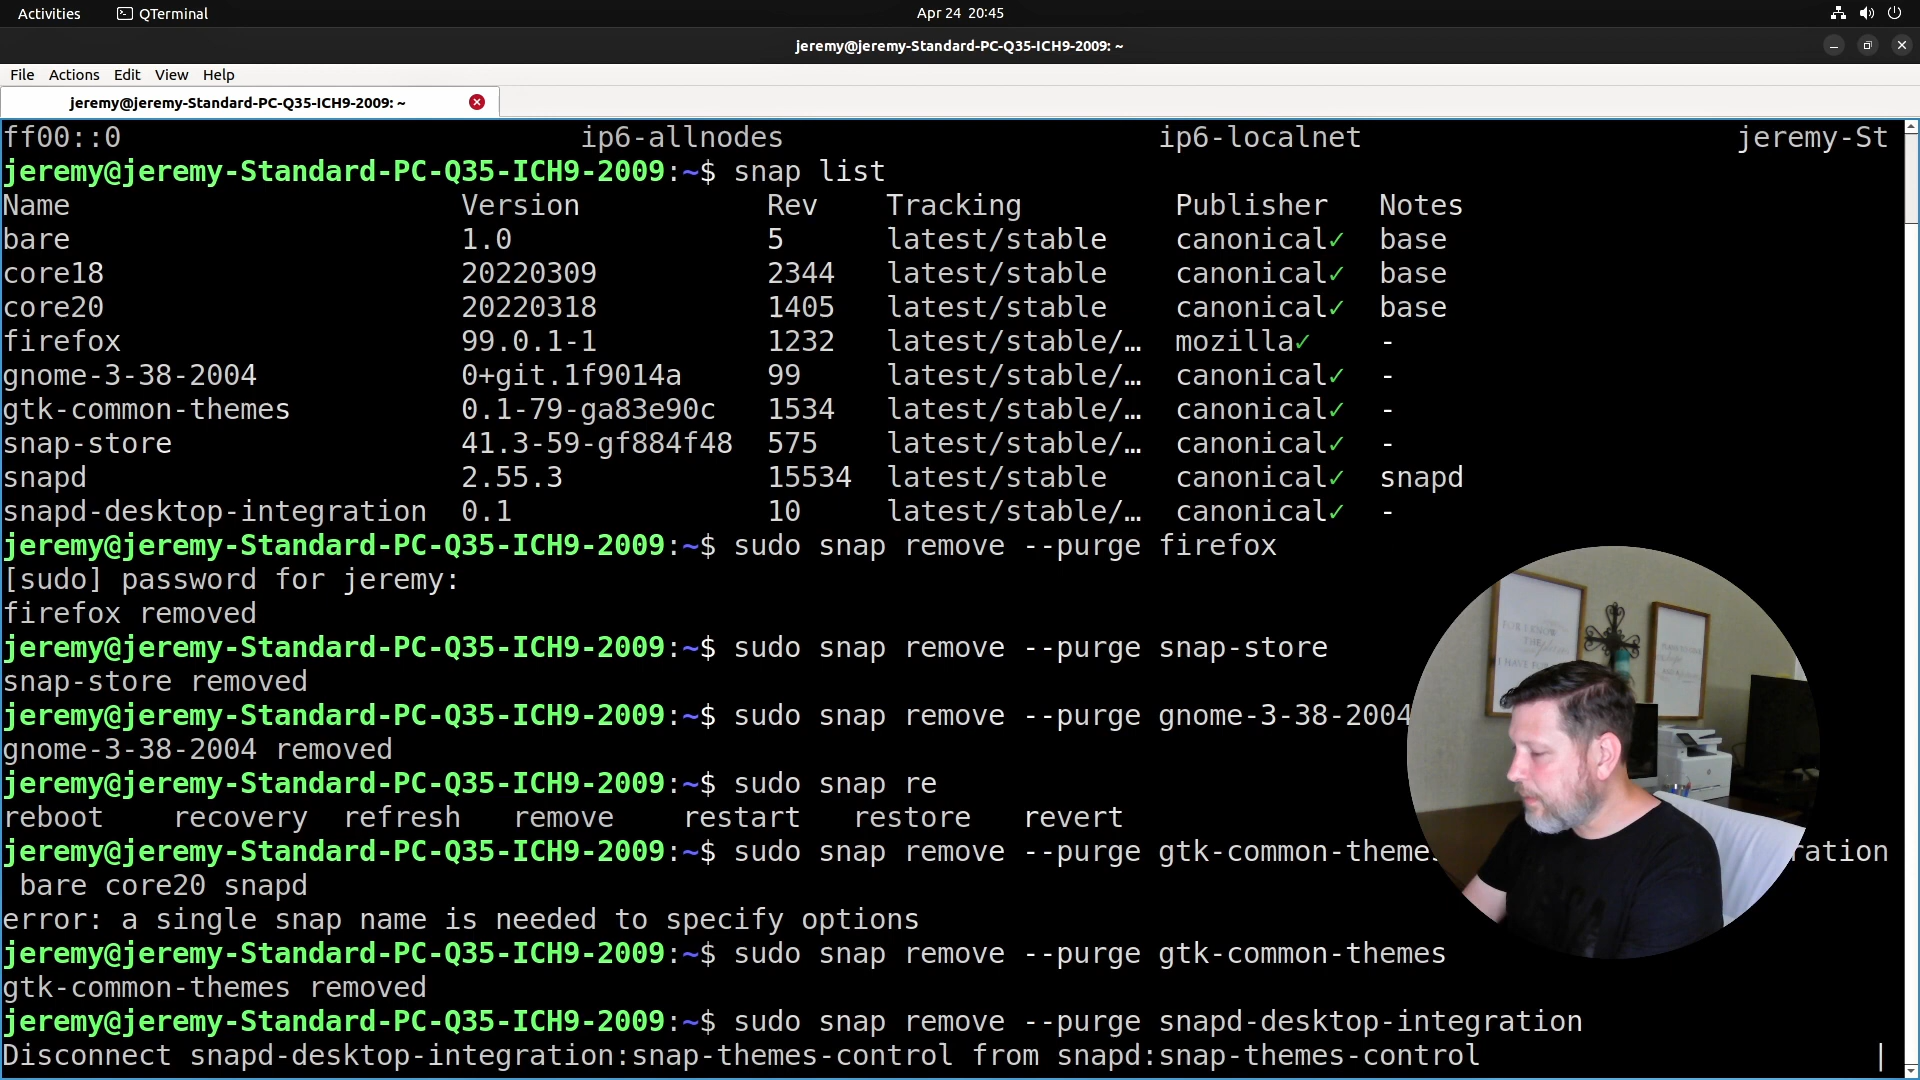 Activities QTerminal Apr 24 20:45
jeremy@jeremy-Standard-PC-Q35-ICH9-2009: ~
File Actions Edit View Help
jeremy@jeremy-Standard-PC-Q35-ICH9-2009: ~
ff00::0 ip6-allnodes ip6-localnet jeremy-St
jeremy@jeremy-Standard-PC-Q35-ICH9-2009:~$ snap list
Name Version Rev Tracking Publisher Notes
bare 1.0 5 latest/stable canonical✓ base
core18 20220309 2344 latest/stable canonical✓ base
core20 20220318 1405 latest/stable canonical✓ base
firefox 99.0.1-1 1232 latest/stable/… mozilla✓ -
gnome-3-38-2004 0+git.1f9014a 99 latest/stable/… canonical✓ -
gtk-common-themes 0.1-79-ga83e90c 1534 latest/stable/… canonical✓ -
snap-store 41.3-59-gf884f48 575 latest/stable/… canonical✓ -
snapd 2.55.3 15534 latest/stable canonical✓ snapd
snapd-desktop-integration 0.1 10 latest/stable/… canonical✓ -
jeremy@jeremy-Standard-PC-Q35-ICH9-2009:~$ sudo snap remove --purge firefox
[sudo] password for jeremy:
firefox removed
jeremy@jeremy-Standard-PC-Q35-ICH9-2009:~$ sudo snap remove --purge snap-store
snap-store removed
jeremy@jeremy-Standard-PC-Q35-ICH9-2009:~$ sudo snap remove --purge gnome-3-38-2004
gnome-3-38-2004 removed
jeremy@jeremy-Standard-PC-Q35-ICH9-2009:~$ sudo snap re
reboot recovery refresh remove restart restore revert
jeremy@jeremy-Standard-PC-Q35-ICH9-2009:~$ sudo snap remove --purge gtk-common-themes ration
bare core20 snapd
error: a single snap name is needed to specify options
jeremy@jeremy-Standard-PC-Q35-ICH9-2009:~$ sudo snap remove --purge gtk-common-themes
gtk-common-themes removed
jeremy@jeremy-Standard-PC-Q35-ICH9-2009:~$ sudo snap remove --purge snapd-desktop-integration
Disconnect snapd-desktop-integration:snap-themes-control from snapd:snap-themes-control |
FOR I KNOW
THE
I HAVE FOR